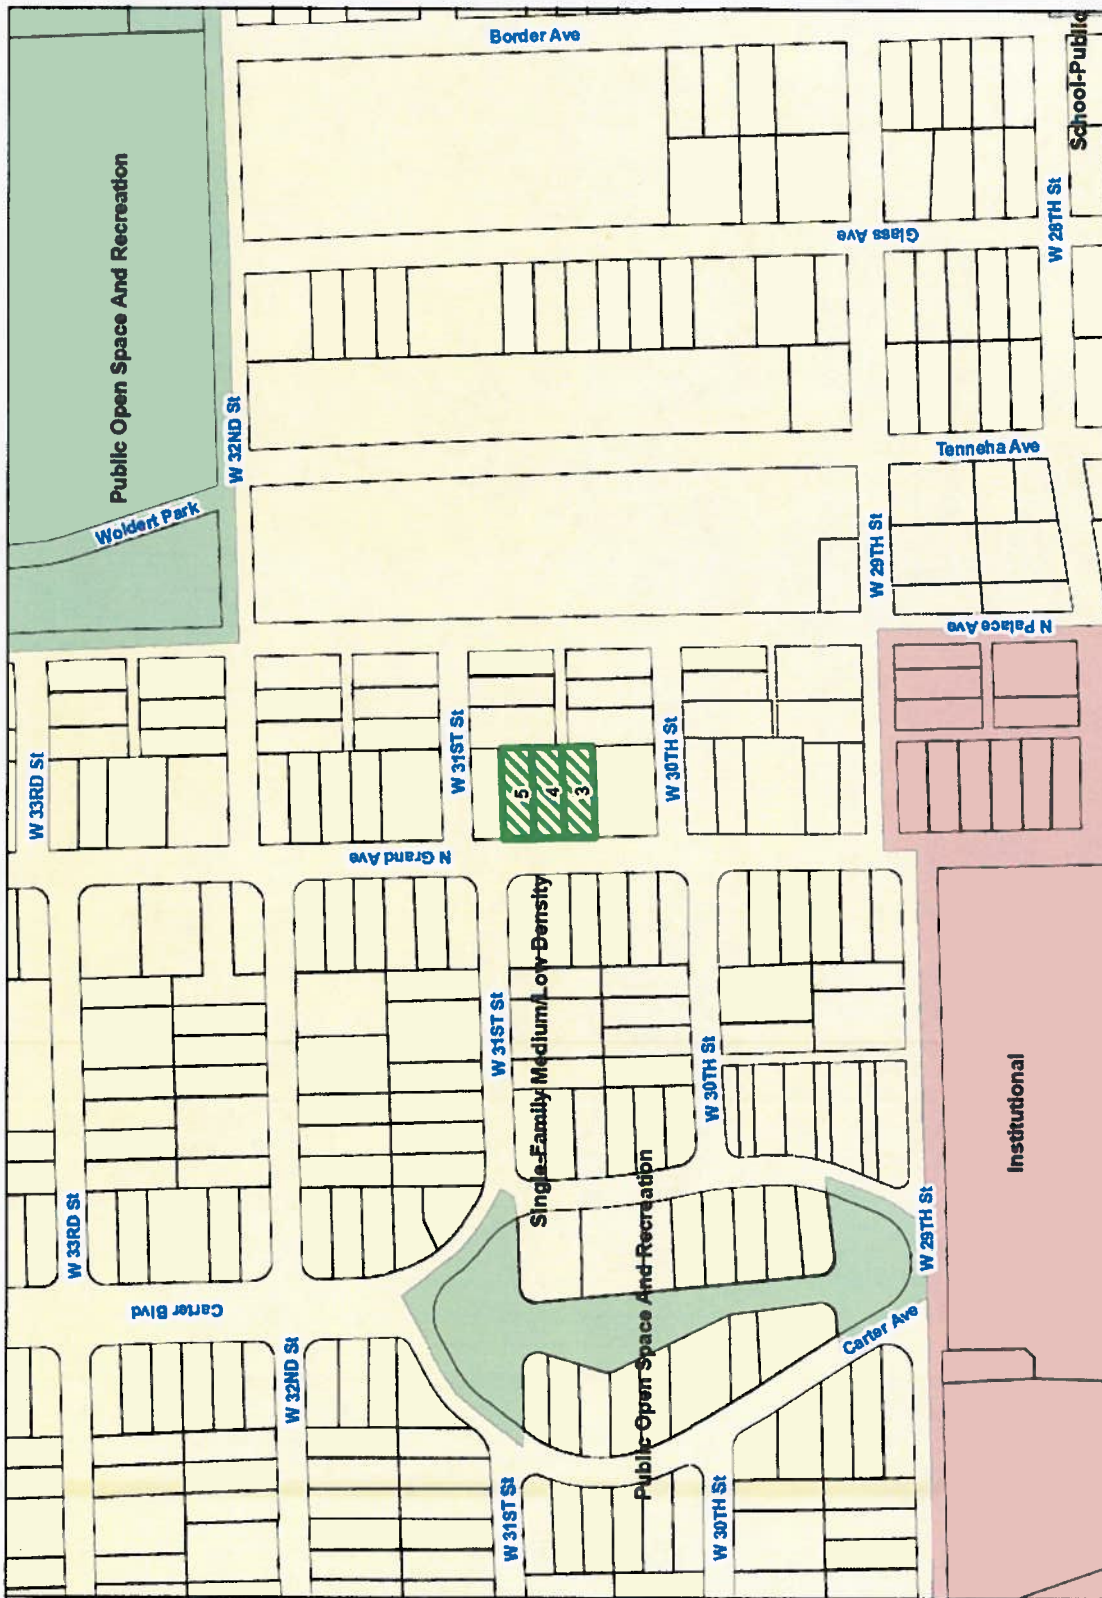 Border Ave
School-Public
Public Open Space And Recreation
W 28TH St
Glass Ave
W 32ND St
Tenneha Ave
Woldert Park
W 29TH St
N Palace Ave
W 33RD St
W 31ST St
W 30TH St
5
4
3
N Grand Ave
Single-Family Medium/Low Density
W 31ST St
W 30TH St
Institutional
W 33RD St
Public Open Space And Recreation
W 29TH St
Carter Blvd
Carter Ave
W 32ND St
W 31ST St
W 30TH St